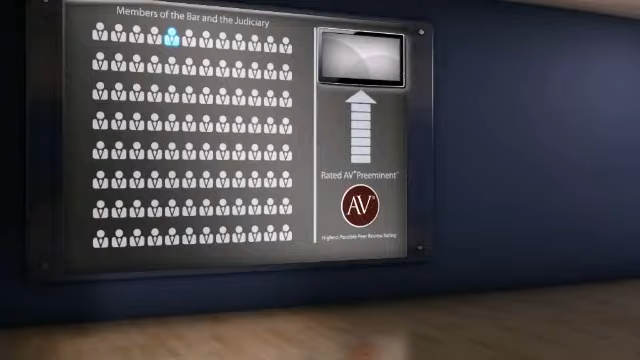 Members of the Bar and the Judiciary
Rated AV® Preeminent™
AV®
Highest Possible Peer Review Rating